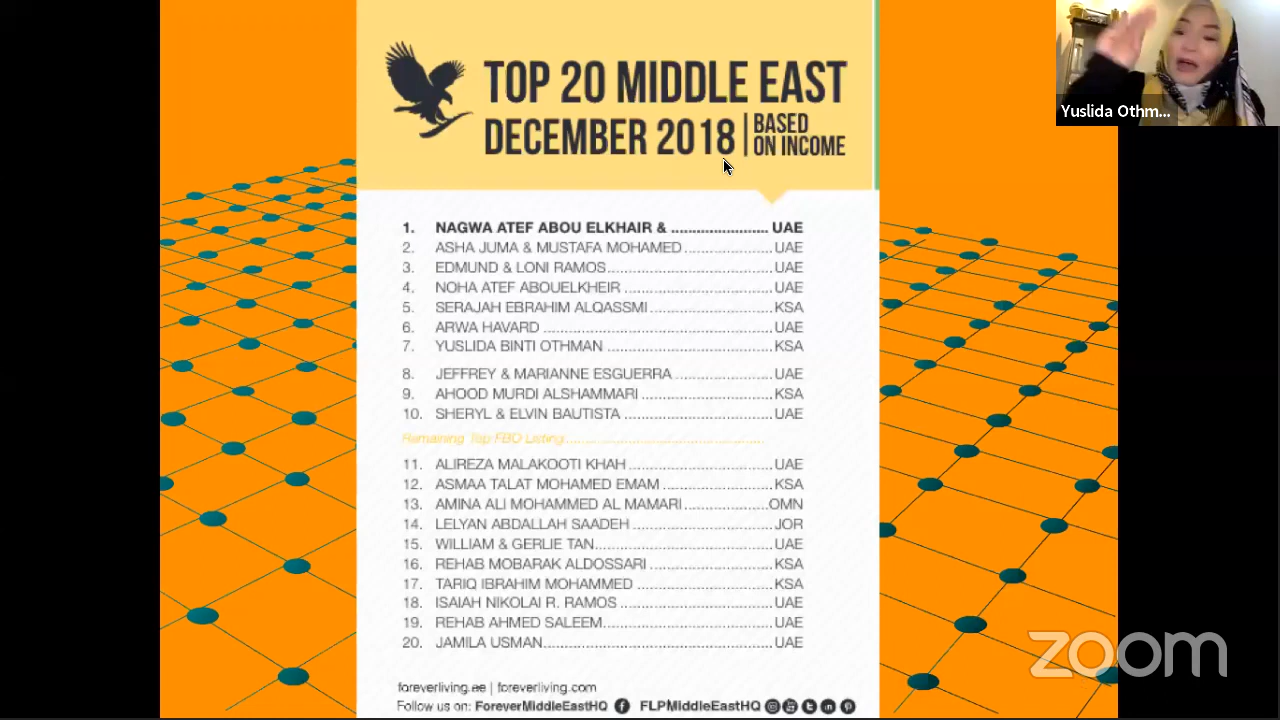 TOP 20 MIDDLE EAST
DECEMBER 2018 | BASED ON INCOME
Yuslida Othm...
1. NAGWA ATEF ABOU ELKHAIR & ........................ UAE
2. ASHA JUMA & MUSTAFA MOHAMED ...................... UAE
3. EDMUND & LONI RAMOS.......................................... UAE
4. NOHA ATEF ABOUELKHEIR ..................................... UAE
5. SERAJAH EBRAHIM ALQASSMI ............................... KSA
6. ARWA HAVARD ......................................................... UAE
7. YUSLIDA BINTI OTHMAN ......................................... KSA
8. JEFFREY & MARIANNE ESGUERRA ........................ UAE
9. AHOOD MURDI ALSHAMMARI ................................. KSA
10. SHERYL & ELVIN BAUTISTA ..................................... UAE
Remaining Top FBO Listing..................................................
11. ALIREZA MALAKOOTI KHAH .................................... UAE
12. ASMAA TALAT MOHAMED EMAM ........................... KSA
13. AMINA ALI MOHAMMED AL MAMARI ......................OMN
14. LELYAN ABDALLAH SAADEH ................................... JOR
15. WILLIAM & GERLIE TAN............................................. UAE
16. REHAB MOBARAK ALDOSSARI ............................... KSA
17. TARIQ IBRAHIM MOHAMMED ................................... KSA
18. ISAIAH NIKOLAI R. RAMOS ...................................... UAE
19. REHAB AHMED SALEEM........................................... UAE
20. JAMILA USMAN.......................................................... UAE
foreverliving.ae | foreverliving.com
Follow us on: ForeverMiddleEastHQ FLPMiddleEastHQ
zoom